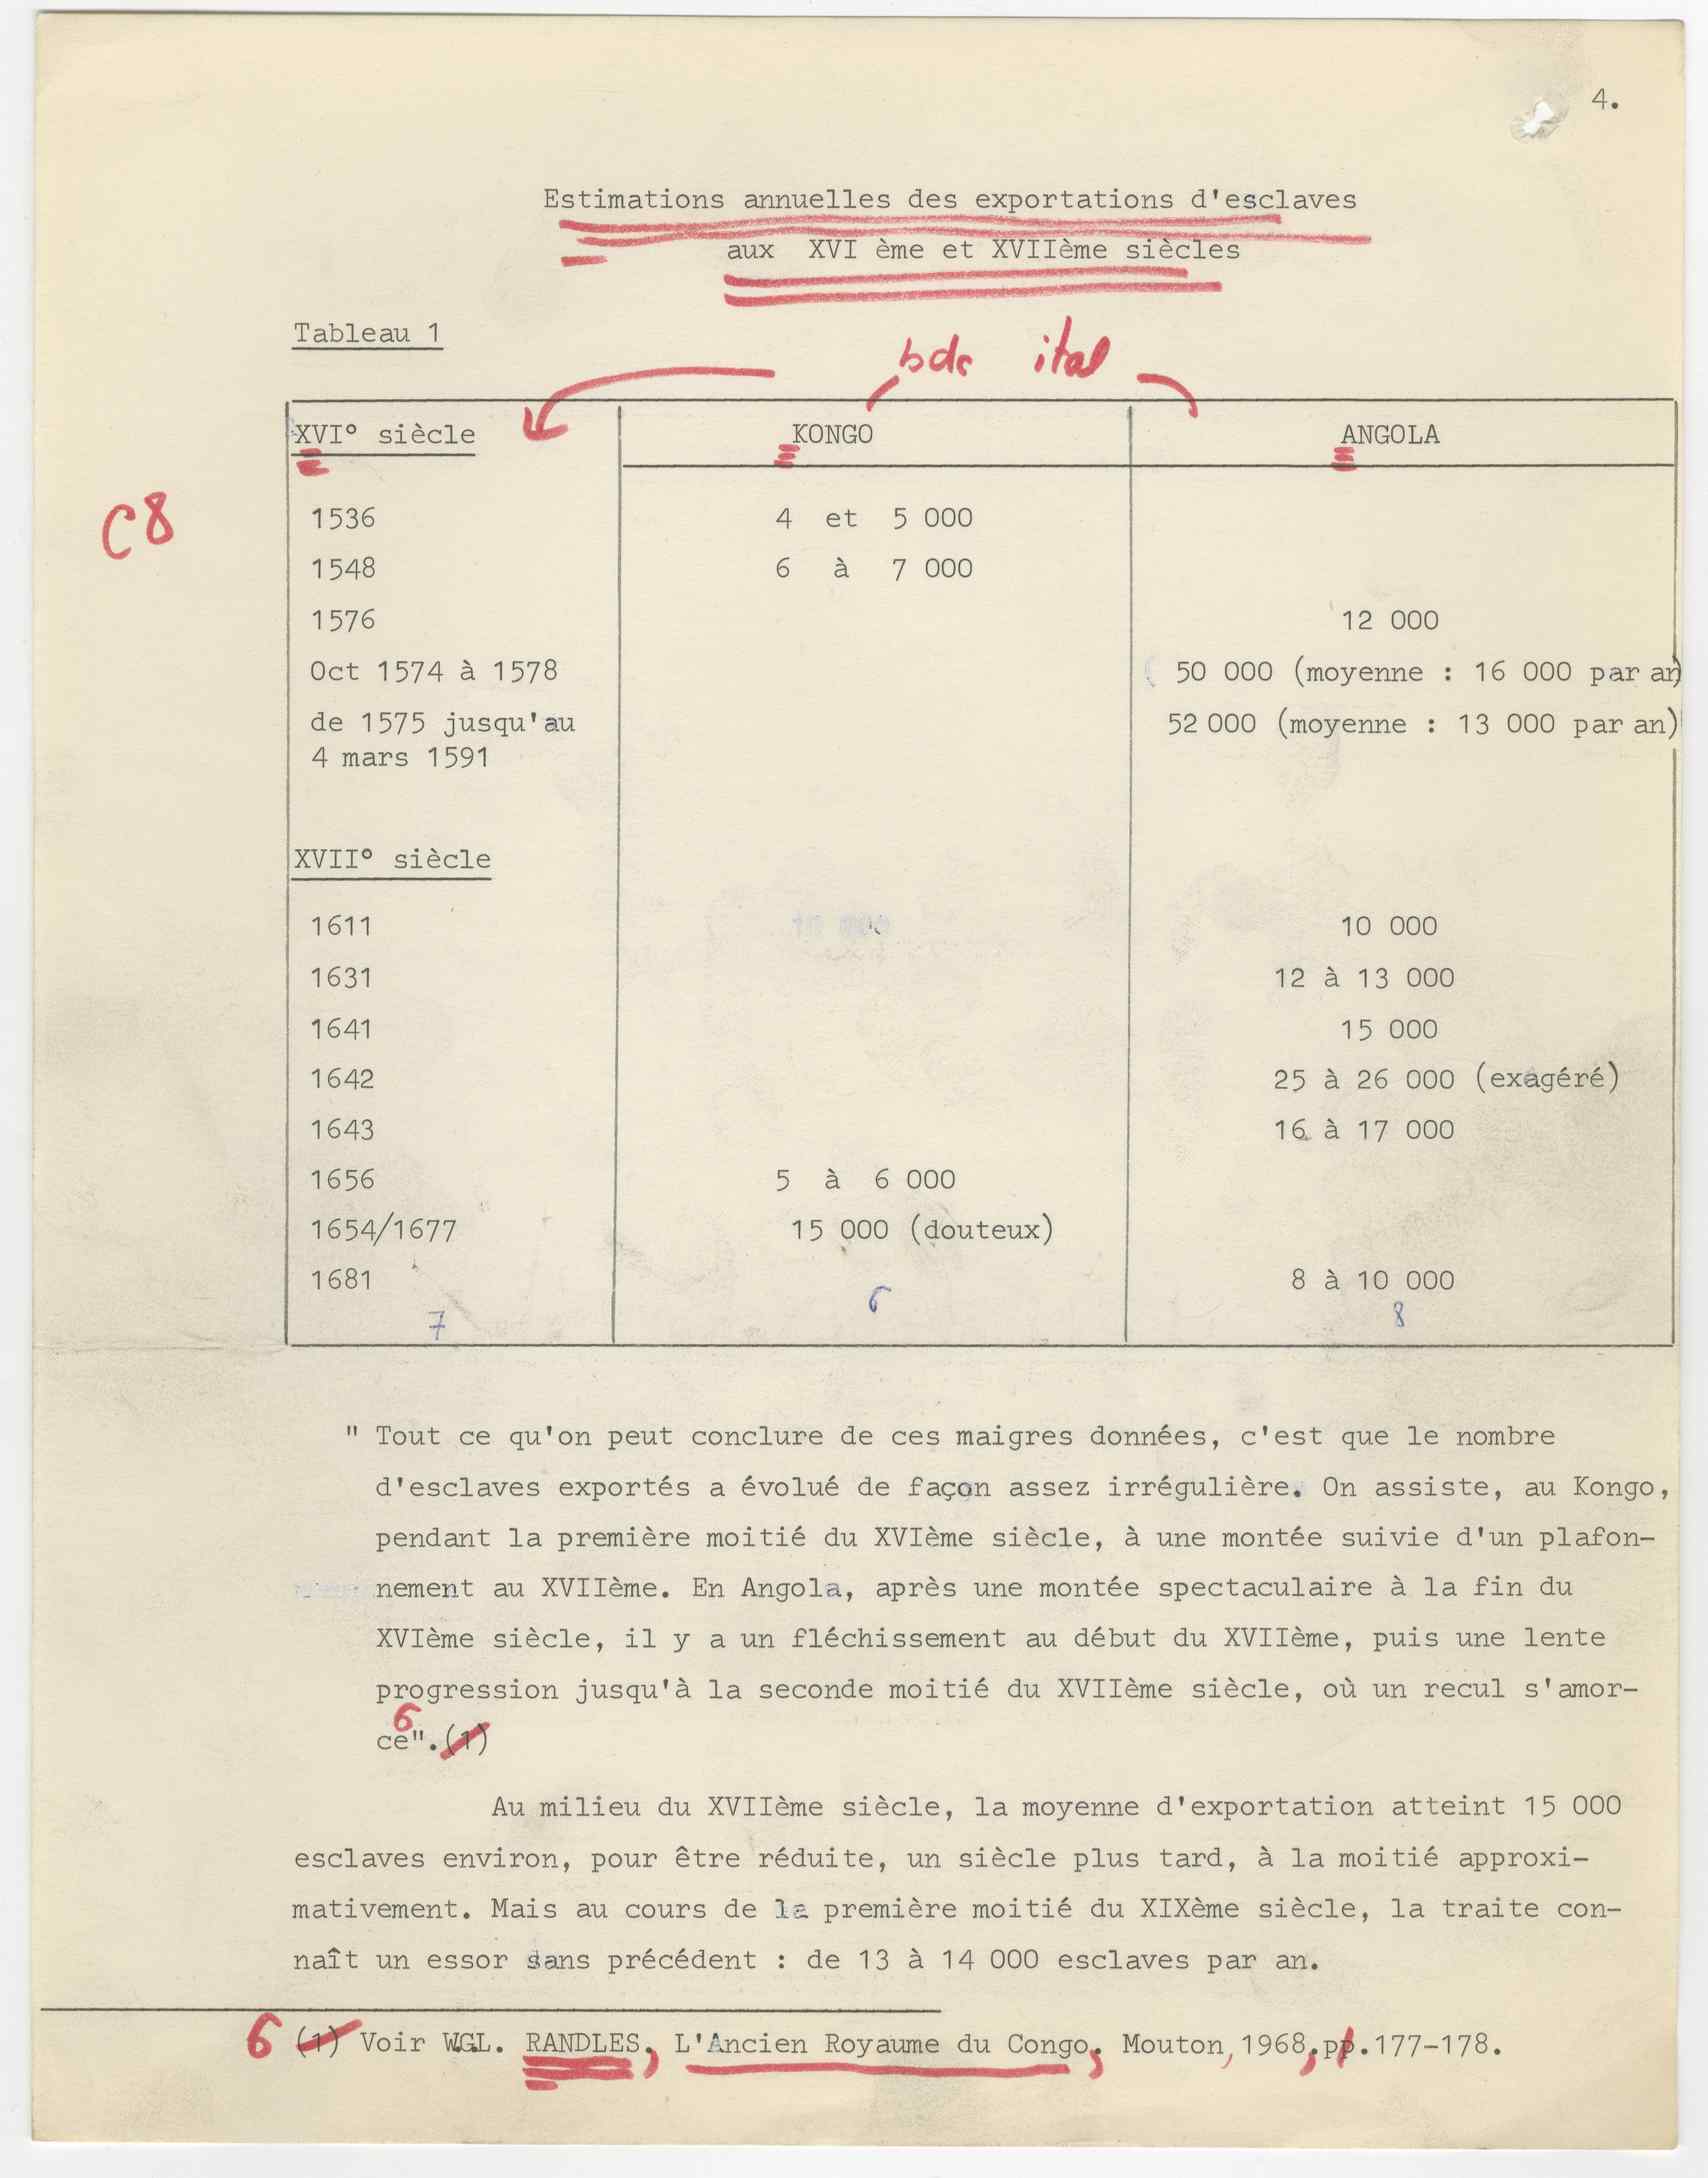 4.
Estimations annuelles des exportations d'esclaves
aux XVI ème et XVIIème siècles
Tableau 1
bdc ital
XVI° siècle KONGO ANGOLA
C8
1536 4 et 5 000
1548 6 à 7 000
1576 12 000
Oct 1574 à 1578 50 000 (moyenne : 16 000 par an)
de 1575 jusqu'au 52 000 (moyenne : 13 000 par an)
4 mars 1591
XVII° siècle
1611 10 000
1631 12 à 13 000
1641 15 000
1642 25 à 26 000 (exagéré)
1643 16 à 17 000
1656 5 à 6 000
1654/1677 15 000 (douteux)
1681 8 à 10 000
7 6 8
" Tout ce qu'on peut conclure de ces maigres données, c'est que le nombre
d'esclaves exportés a évolué de façon assez irrégulière. On assiste, au Kongo,
pendant la première moitié du XVIème siècle, à une montée suivie d'un plafon-
nement au XVIIème. En Angola, après une montée spectaculaire à la fin du
XVIème siècle, il y a un fléchissement au début du XVIIème, puis une lente
progression jusqu'à la seconde moitié du XVIIème siècle, où un recul s'amor-
6
ce".(1)
Au milieu du XVIIème siècle, la moyenne d'exportation atteint 15 000
esclaves environ, pour être réduite, un siècle plus tard, à la moitié approxi-
mativement. Mais au cours de la première moitié du XIXème siècle, la traite con-
naît un essor sans précédent : de 13 à 14 000 esclaves par an.
6 (1) Voir W.G.L. RANDLES, L'Ancien Royaume du Congo, Mouton, 1968, pp.177-178.